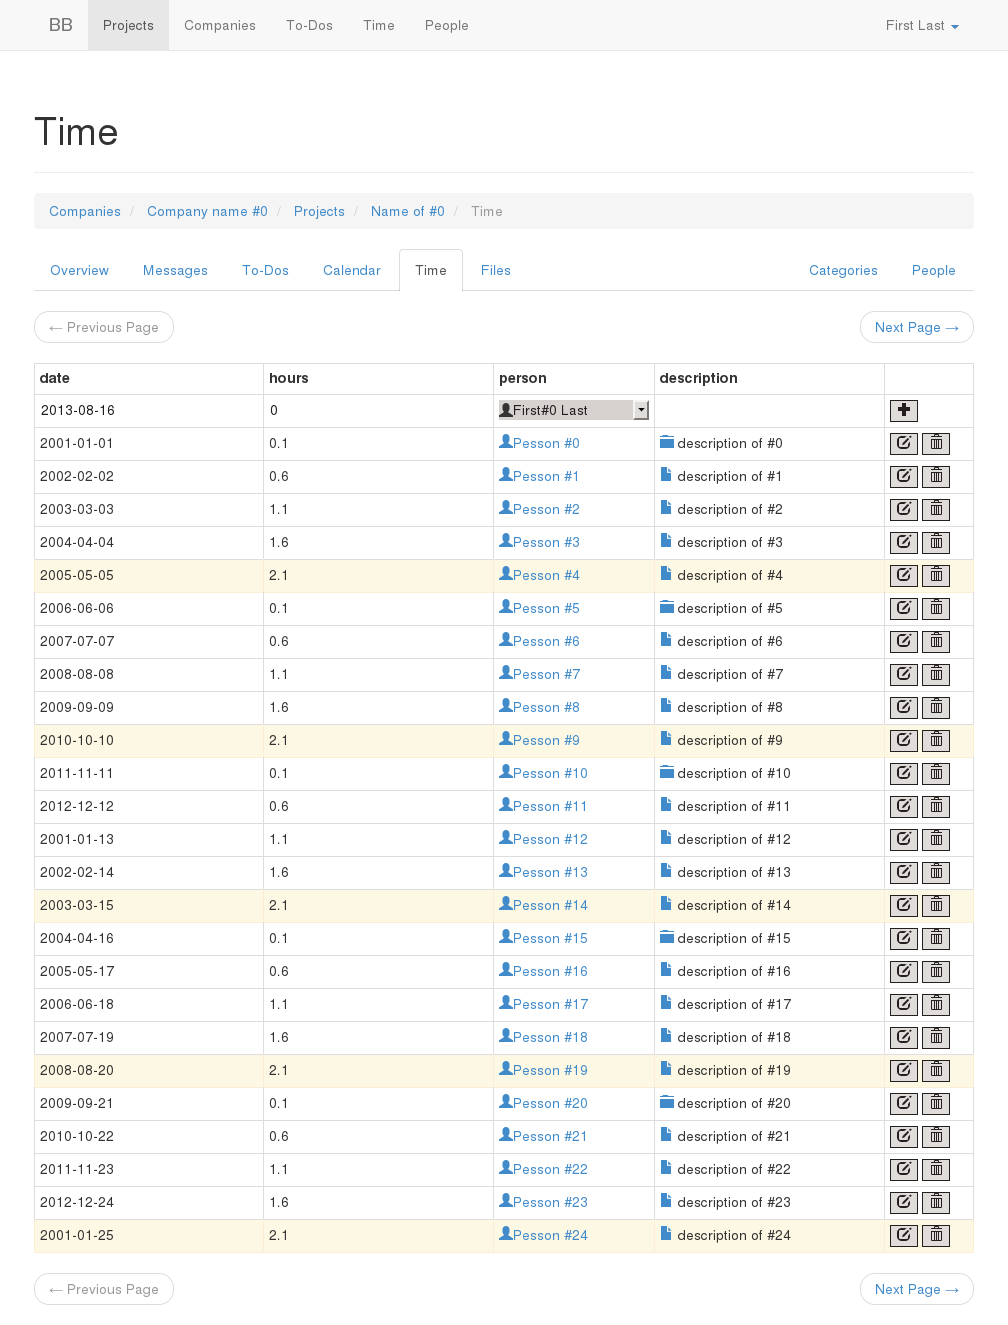 BB Projects Companies To-Dos Time People First Last
Time
Companies / Company name #0 / Projects / Name of #0 / Time
Overview Messages To-Dos Calendar Time Files Categories People
← Previous Page Next Page →
date hours person description
2013-08-16 0 First#0 Last
2001-01-01 0.1 Pesson #0 description of #0
2002-02-02 0.6 Pesson #1 description of #1
2003-03-03 1.1 Pesson #2 description of #2
2004-04-04 1.6 Pesson #3 description of #3
2005-05-05 2.1 Pesson #4 description of #4
2006-06-06 0.1 Pesson #5 description of #5
2007-07-07 0.6 Pesson #6 description of #6
2008-08-08 1.1 Pesson #7 description of #7
2009-09-09 1.6 Pesson #8 description of #8
2010-10-10 2.1 Pesson #9 description of #9
2011-11-11 0.1 Pesson #10 description of #10
2012-12-12 0.6 Pesson #11 description of #11
2001-01-13 1.1 Pesson #12 description of #12
2002-02-14 1.6 Pesson #13 description of #13
2003-03-15 2.1 Pesson #14 description of #14
2004-04-16 0.1 Pesson #15 description of #15
2005-05-17 0.6 Pesson #16 description of #16
2006-06-18 1.1 Pesson #17 description of #17
2007-07-19 1.6 Pesson #18 description of #18
2008-08-20 2.1 Pesson #19 description of #19
2009-09-21 0.1 Pesson #20 description of #20
2010-10-22 0.6 Pesson #21 description of #21
2011-11-23 1.1 Pesson #22 description of #22
2012-12-24 1.6 Pesson #23 description of #23
2001-01-25 2.1 Pesson #24 description of #24
← Previous Page Next Page →